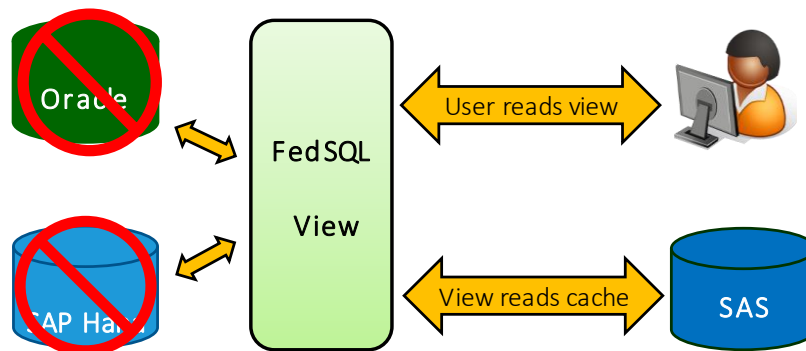 Oracle
FedSQL
View
User reads view
SAP Hana
View reads cache
SAS